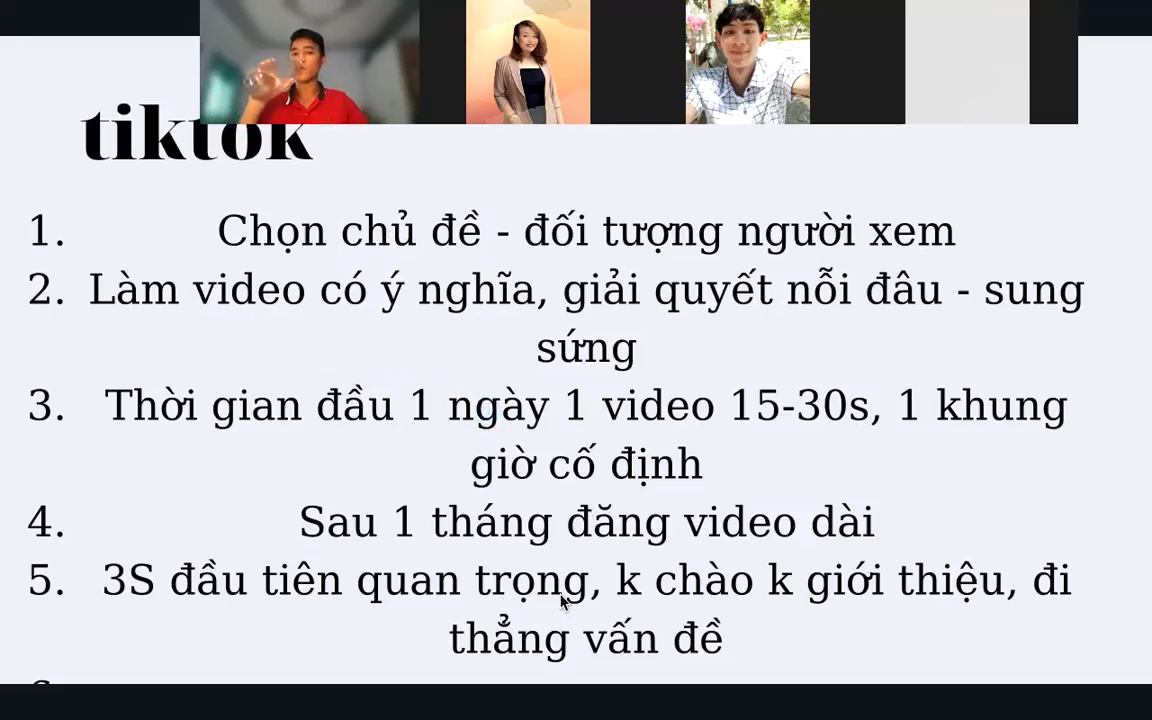 tiktok
1. Chọn chủ đề - đối tượng người xem
2. Làm video có ý nghĩa, giải quyết nỗi đâu - sung
sứng
3. Thời gian đầu 1 ngày 1 video 15-30s, 1 khung
giờ cố định
4. Sau 1 tháng đăng video dài
5. 3S đầu tiên quan trọng, k chào k giới thiệu, đi
thẳng vấn đề